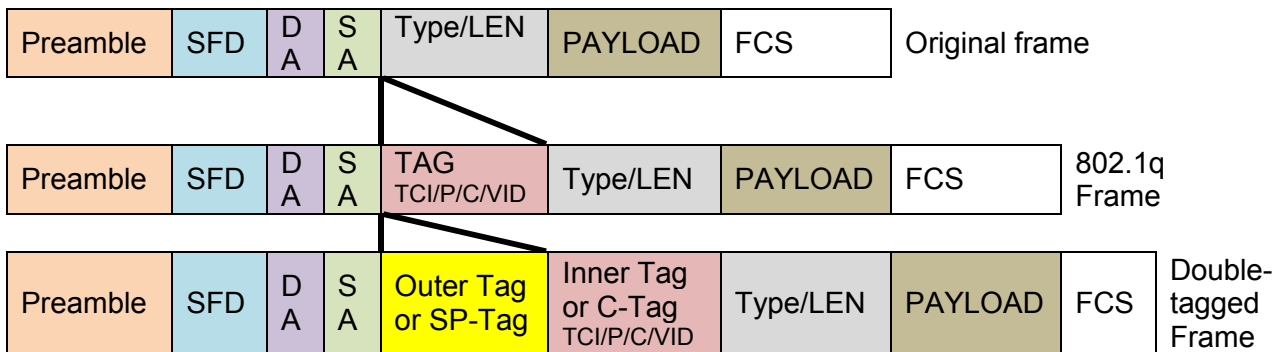 Preamble
SFD
D
A
S
A
Type/LEN
PAYLOAD
FCS
Original frame
Preamble
SFD
D
A
S
A
TAG
TCI/P/C/VID
Type/LEN
PAYLOAD
FCS
802.1q
Frame
Preamble
SFD
D
A
S
A
Outer Tag
or SP-Tag
Inner Tag
or C-Tag
TCI/P/C/VID
Type/LEN
PAYLOAD
FCS
Double-
tagged
Frame